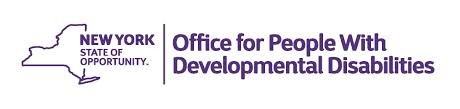 NEW YORK
STATE OF
OPPORTUNITY.
Office for People With
Developmental Disabilities